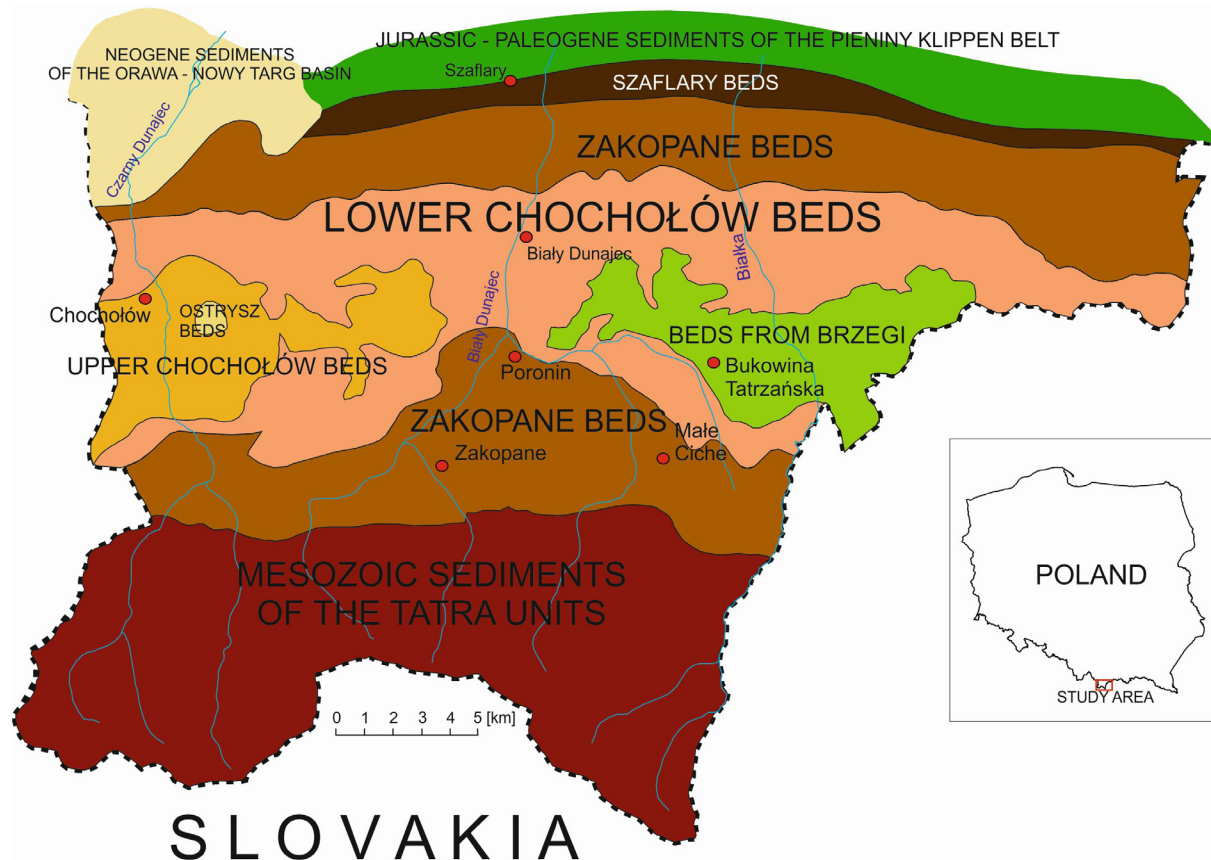 NEOGENE SEDIMENTS
OF THE ORAWA - NOWY TARG BASIN
JURASSIC - PALEOGENE SEDIMENTS OF THE PIENINY KLIPPEN BELT
Szaflary
SZAFLARY BEDS
Czarny Dunajec
ZAKOPANE BEDS
LOWER CHOCHOŁÓW BEDS
Biały Dunajec
Białka
Chochołów
OSTRYSZ
BEDS
Biały Dunajec
BEDS FROM BRZEGI
UPPER CHOCHOŁÓW BEDS
Poronin
Bukowina
Tatrzańska
ZAKOPANE BEDS
Małe
Ciche
Zakopane
MESOZOIC SEDIMENTS
OF THE TATRA UNITS
POLAND
STUDY AREA
0 1 2 3 4 5 [km]
SLOVAKIA